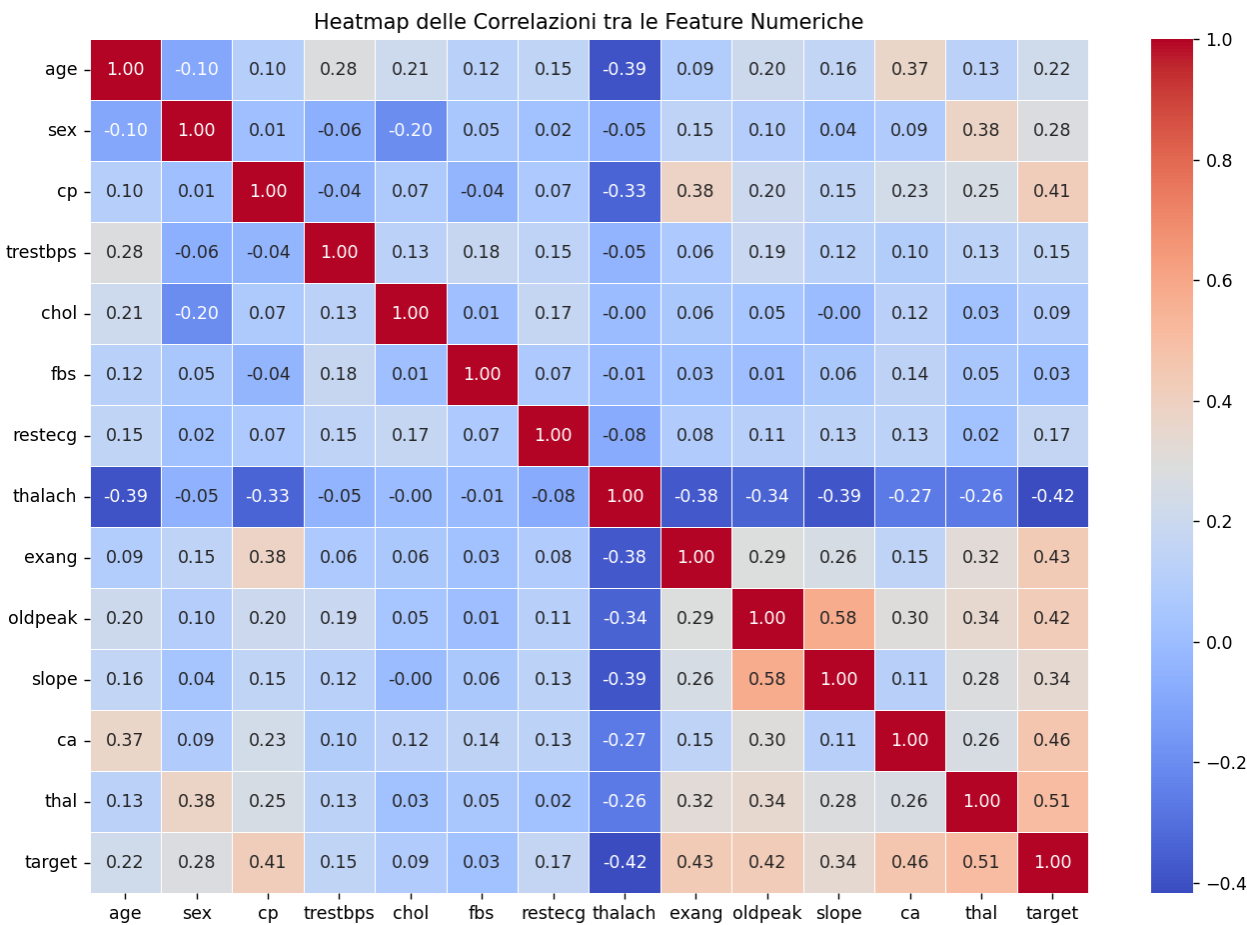 Heatmap delle Correlazioni tra le Feature Numeriche
age 1.00 -0.10 0.10 0.28 0.21 0.12 0.15 -0.39 0.09 0.20 0.16 0.37 0.13 0.22
sex -0.10 1.00 0.01 -0.06 -0.20 0.05 0.02 -0.05 0.15 0.10 0.04 0.09 0.38 0.28
cp 0.10 0.01 1.00 -0.04 0.07 -0.04 0.07 -0.33 0.38 0.20 0.15 0.23 0.25 0.41
trestbps 0.28 -0.06 -0.04 1.00 0.13 0.18 0.15 -0.05 0.06 0.19 0.12 0.10 0.13 0.15
chol 0.21 -0.20 0.07 0.13 1.00 0.01 0.17 -0.00 0.06 0.05 -0.00 0.12 0.03 0.09
fbs 0.12 0.05 -0.04 0.18 0.01 1.00 0.07 -0.01 0.03 0.01 0.06 0.14 0.05 0.03
restecg 0.15 0.02 0.07 0.15 0.17 0.07 1.00 -0.08 0.08 0.11 0.13 0.13 0.02 0.17
thalach -0.39 -0.05 -0.33 -0.05 -0.00 -0.01 -0.08 1.00 -0.38 -0.34 -0.39 -0.27 -0.26 -0.42
exang 0.09 0.15 0.38 0.06 0.06 0.03 0.08 -0.38 1.00 0.29 0.26 0.15 0.32 0.43
oldpeak 0.20 0.10 0.20 0.19 0.05 0.01 0.11 -0.34 0.29 1.00 0.58 0.30 0.34 0.42
slope 0.16 0.04 0.15 0.12 -0.00 0.06 0.13 -0.39 0.26 0.58 1.00 0.11 0.28 0.34
ca 0.37 0.09 0.23 0.10 0.12 0.14 0.13 -0.27 0.15 0.30 0.11 1.00 0.26 0.46
thal 0.13 0.38 0.25 0.13 0.03 0.05 0.02 -0.26 0.32 0.34 0.28 0.26 1.00 0.51
target 0.22 0.28 0.41 0.15 0.09 0.03 0.17 -0.42 0.43 0.42 0.34 0.46 0.51 1.00
age sex cp trestbps chol fbs restecg thalach exang oldpeak slope ca thal target
1.0
0.8
0.6
0.4
0.2
0.0
−0.2
−0.4